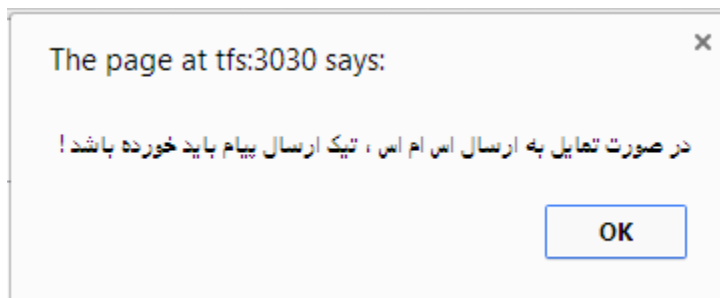 The page at tfs:3030 says:
در صورت تمایل به ارسال اس ام اس ، تیک ارسال پیام باید خورده باشد !
OK